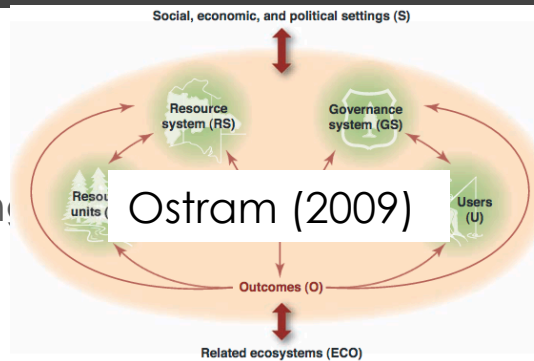 Social, economic, and political settings (S)
Resource
system (RS)
Governance
system (GS)
units
Ostram (2009)
Users
(U)
Outcomes (O)
Related ecosystems (ECO)